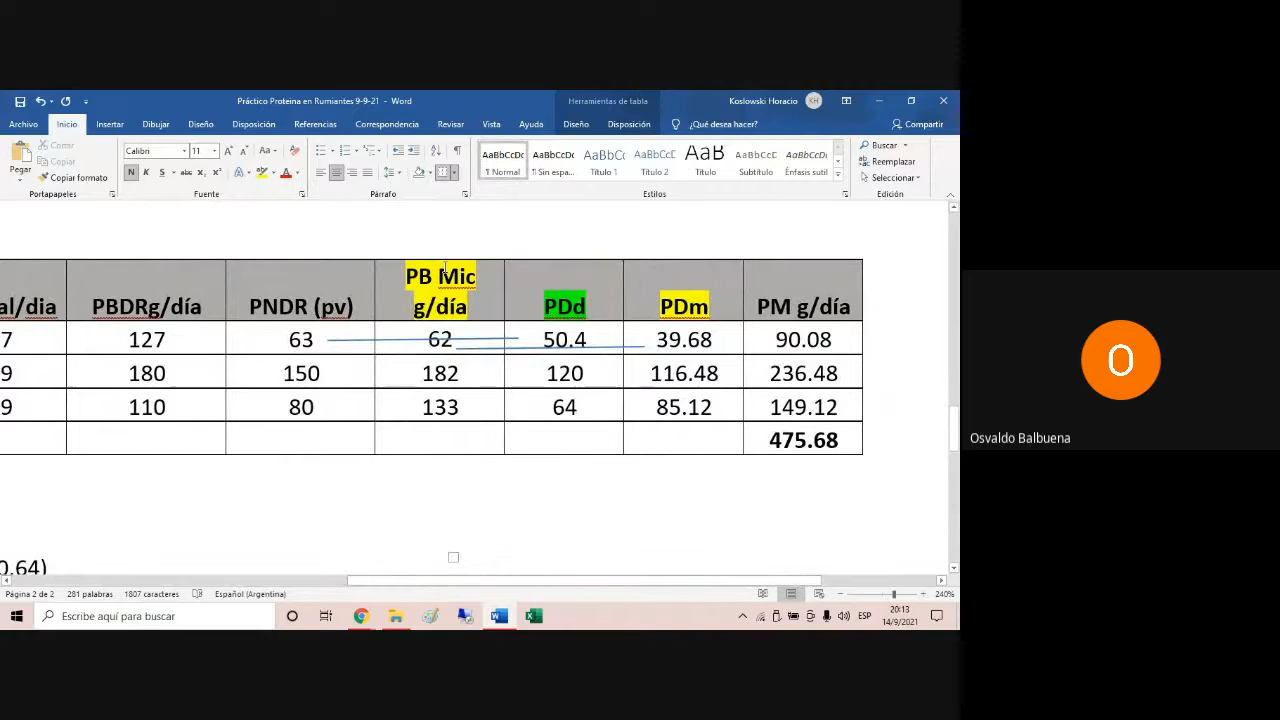 Práctico Proteina en Rumiantes 9-9-21 - Word
Herramientas de tabla
Koslowski Horacio
KH
Archivo Inicio Insertar Dibujar Diseño Disposición Referencias Correspondencia Revisar Vista Ayuda Diseño Disposición ¿Qué desea hacer? Compartir
Pegar
Cortar
Copiar
Copiar formato
Portapapeles
Calibri 11
Fuente
Párrafo
AaBbCcDc AaBbCcDc AaBbCc AaBbCcD AaB AaBbCcD AaBbCcDc
¶ Normal ¶ Sin espa... Título 1 Título 2 Título Subtítulo Énfasis sutil
Estilos
Buscar
Reemplazar
Seleccionar
Edición
al/dia PBDRg/día PNDR (pv) PB Mic g/día PDd PDm PM g/día
7 127 63 62 50.4 39.68 90.08
9 180 150 182 120 116.48 236.48
9 110 80 133 64 85.12 149.12
475.68
0.64)
Página 2 de 2 281 palabras 1807 caracteres Español (Argentina) 240%
Escribe aquí para buscar
ESP
20:13
14/9/2021
O
Osvaldo Balbuena